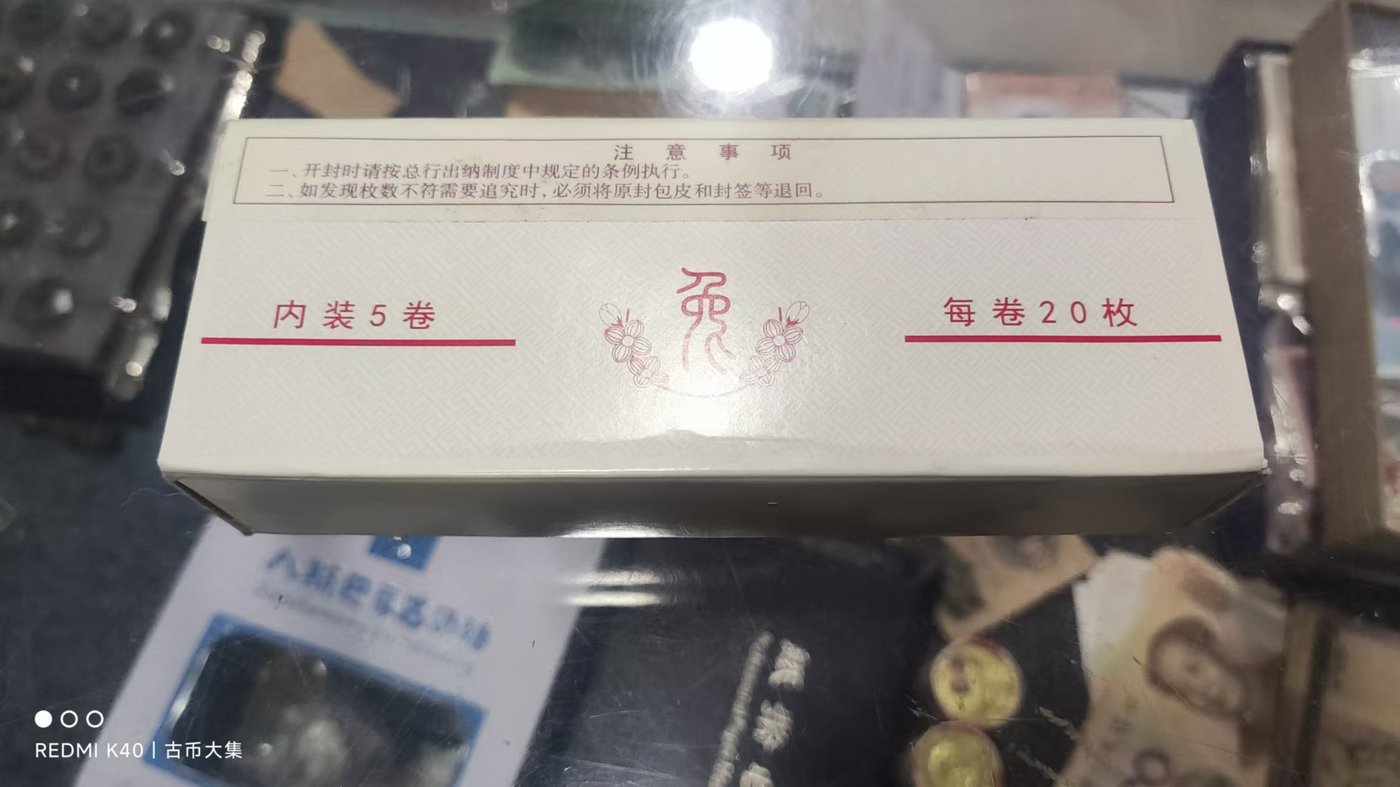 注意事项
一、开封时请按总行出纳制度中规定的条例执行。
二、如发现枚数不符需要追究时，必须将原封包皮和封签等退回。
内装5卷
兔
每卷20枚
REDMI K40 | 古币大集